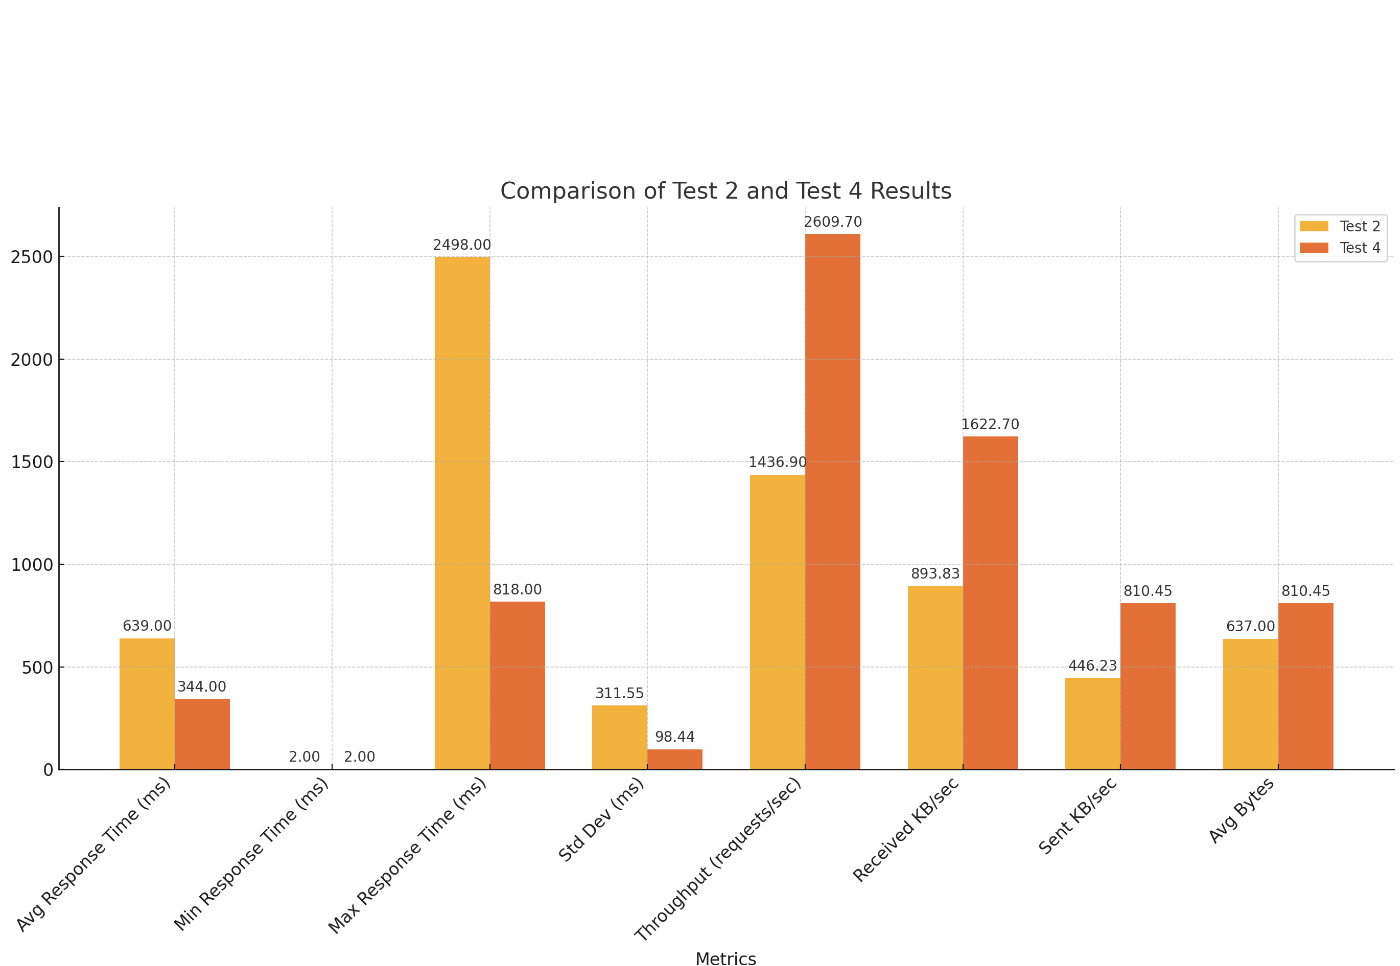 Comparison of Test 2 and Test 4 Results
Test 2
Test 4
2500
2000
1500
1000
500
0
639.00
344.00
2.00
2.00
2498.00
818.00
311.55
98.44
1436.90
2609.70
893.83
1622.70
446.23
810.45
637.00
810.45
Avg Response Time (ms)
Min Response Time (ms)
Max Response Time (ms)
Std Dev (ms)
Throughput (requests/sec)
Received KB/sec
Sent KB/sec
Avg Bytes
Metrics